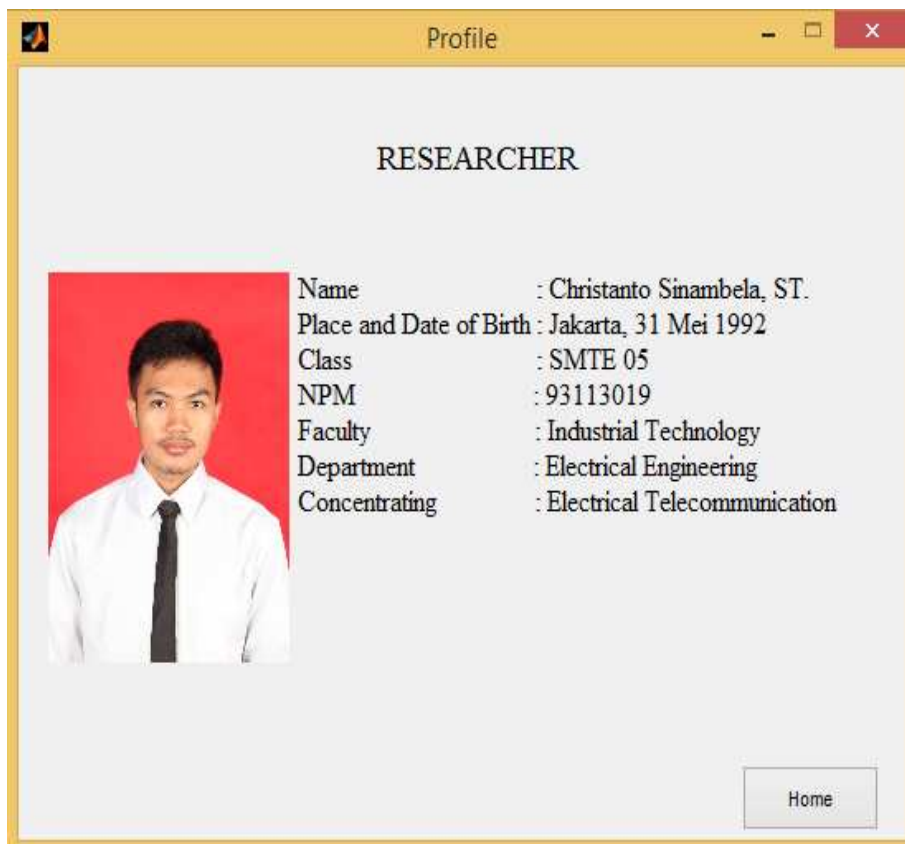 Profile
RESEARCHER
Name : Christanto Sinambela, ST.
Place and Date of Birth : Jakarta, 31 Mei 1992
Class : SMTE 05
NPM : 93113019
Faculty : Industrial Technology
Department : Electrical Engineering
Concentrating : Electrical Telecommunication
Home